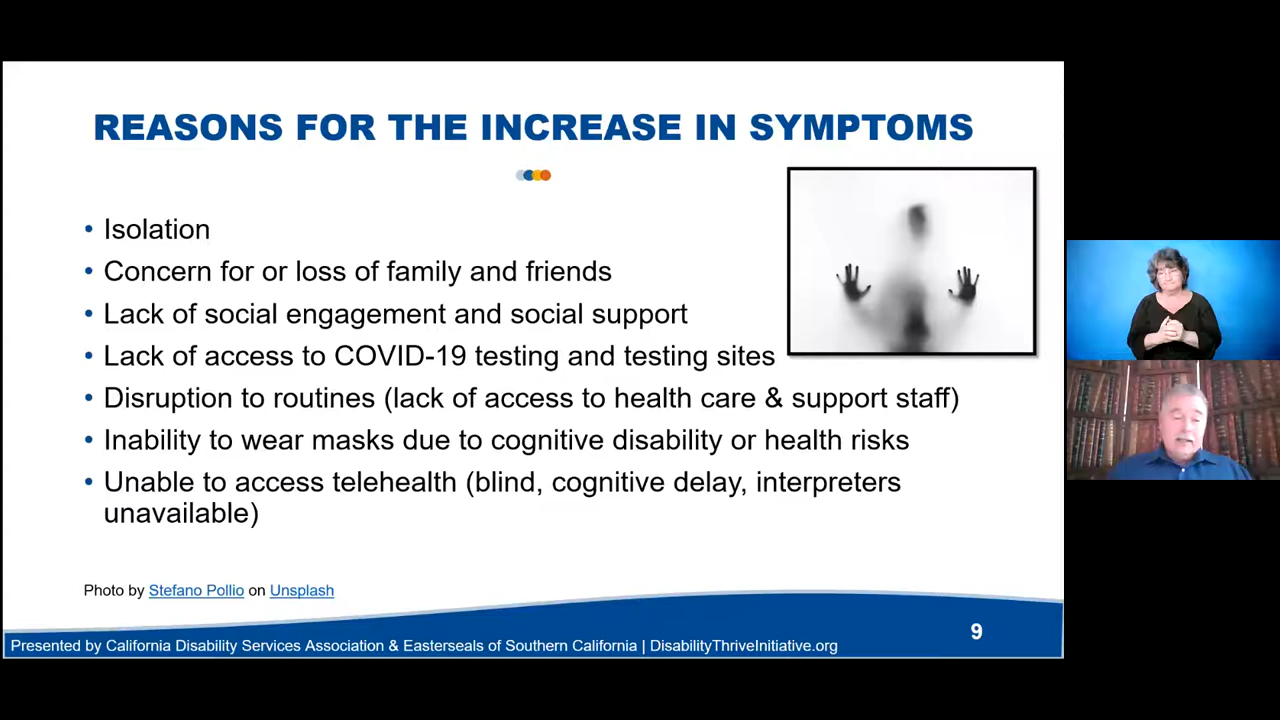 REASONS FOR THE INCREASE IN SYMPTOMS
• Isolation
• Concern for or loss of family and friends
• Lack of social engagement and social support
• Lack of access to COVID-19 testing and testing sites
• Disruption to routines (lack of access to health care & support staff)
• Inability to wear masks due to cognitive disability or health risks
• Unable to access telehealth (blind, cognitive delay, interpreters
unavailable)
Photo by Stefano Pollio on Unsplash
Presented by California Disability Services Association & Easterseals of Southern California | DisabilityThriveInitiative.org
9